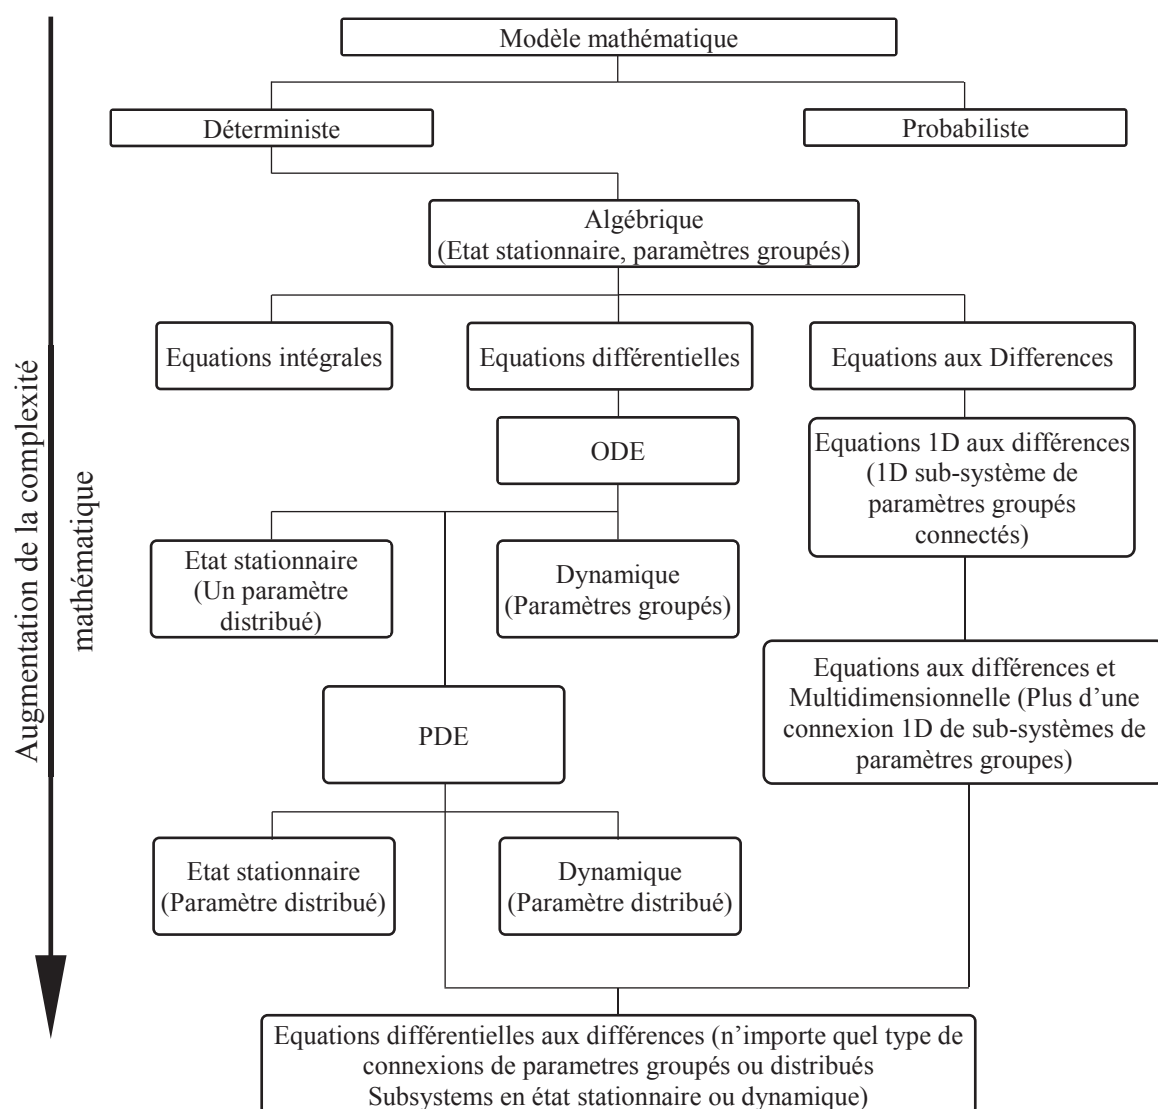 Modèle mathématique
Déterministe
Probabiliste
Algébrique
(Etat stationnaire, paramètres groupés)
Equations intégrales
Equations différentielles
Equations aux Differences
ODE
Equations 1D aux différences
(1D sub-système de
paramètres groupés
connectés)
Etat stationnaire
(Un paramètre
distribué)
Dynamique
(Paramètres groupés)
Equations aux différences et
Multidimensionnelle (Plus d’une
connexion 1D de sub-systèmes de
paramètres groupes)
PDE
Etat stationnaire
(Paramètre distribué)
Dynamique
(Paramètre distribué)
Equations différentielles aux différences (n’importe quel type de
connexions de parametres groupés ou distribués
Subsystems en état stationnaire ou dynamique)
Augmentation de la complexité
mathématique